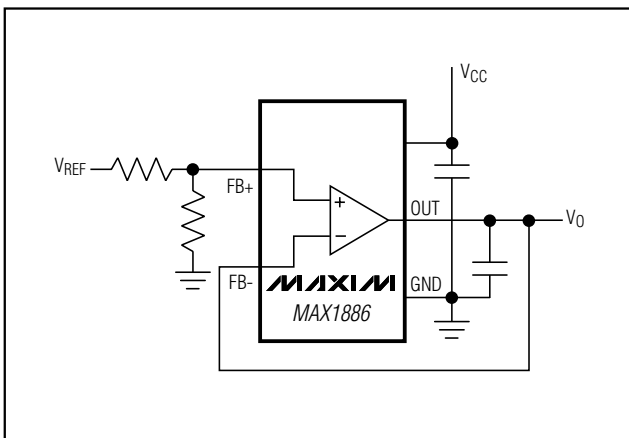 VCC
VREF
FB+
+
OUT
VO
−
FB-
MAXIM
GND
MAX1886